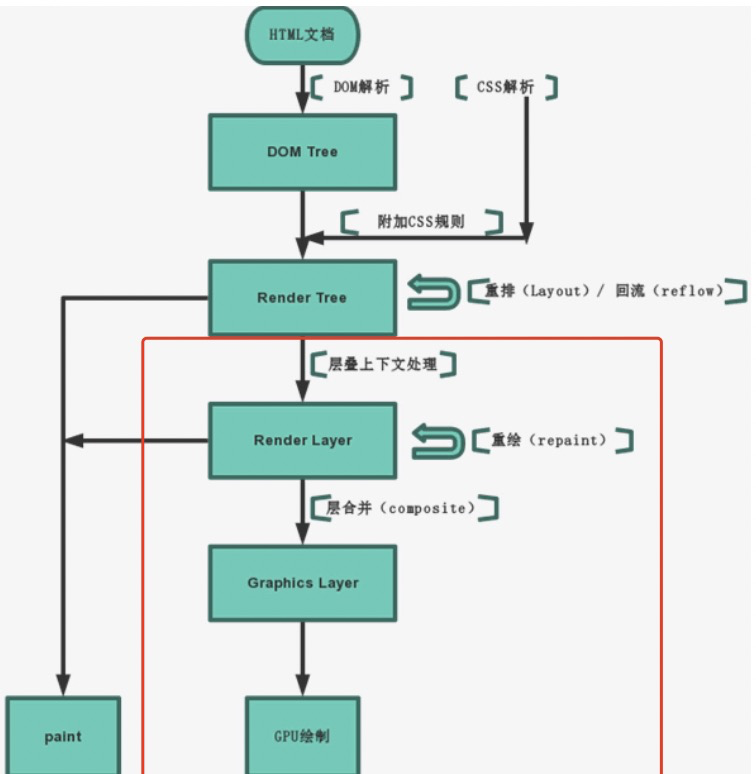 HTML文档
DOM解析
CSS解析
DOM Tree
附加CSS规则
Render Tree
重排（Layout）/ 回流（reflow）
层叠上下文处理
Render Layer
重绘（repaint）
层合并（composite）
Graphics Layer
paint
GPU绘制